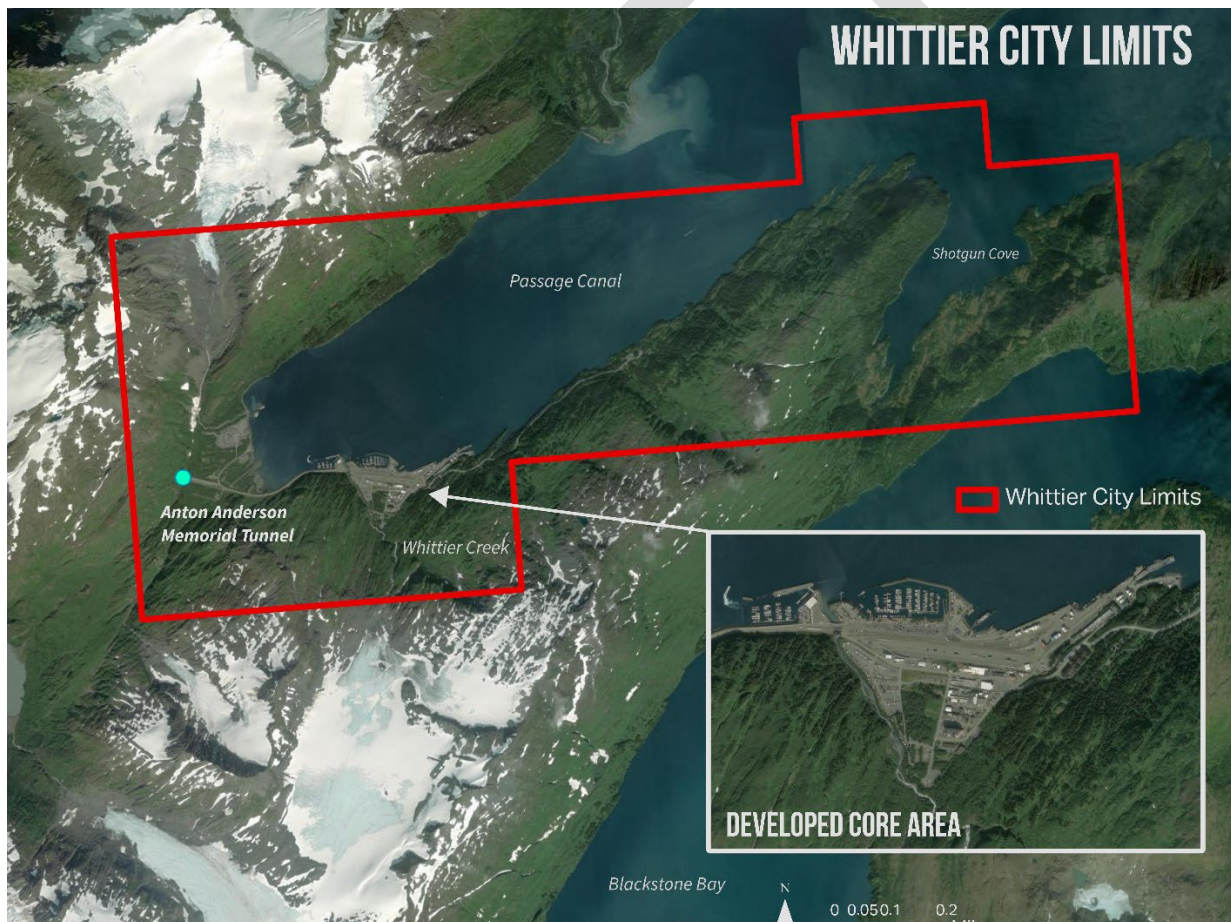 WHITTIER CITY LIMITS
Passage Canal
Shotgun Cove
Anton Anderson
Memorial Tunnel
Whittier Creek
Whittier City Limits
DEVELOPED CORE AREA
Blackstone Bay
N
0 0.05 0.1 0.2